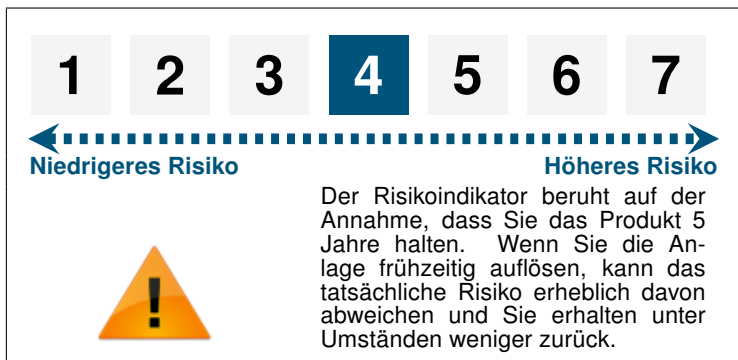 1 2 3 4 5 6 7
Niedrigeres Risiko Höheres Risiko
Der Risikoindikator beruht auf der
Annahme, dass Sie das Produkt 5
Jahre halten. Wenn Sie die An-
lage frühzeitig auflösen, kann das
tatsächliche Risiko erheblich davon
abweichen und Sie erhalten unter
Umständen weniger zurück.
!